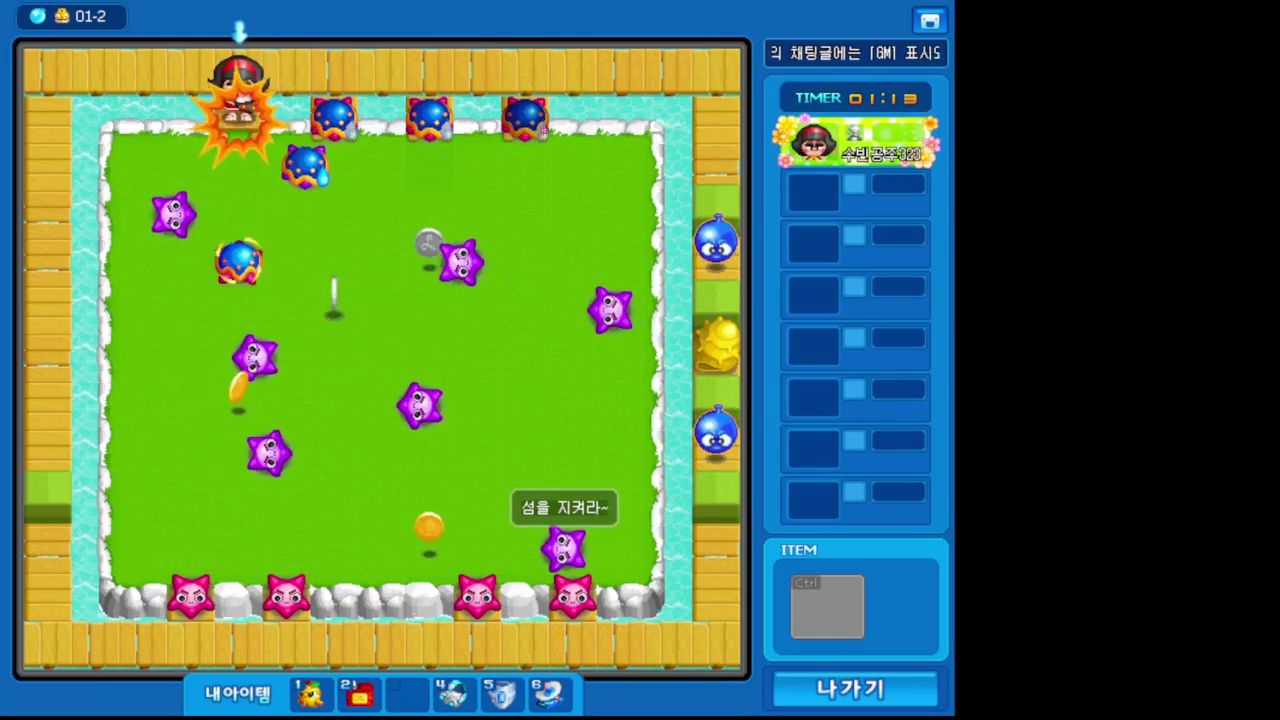 01-2
의 채팅글에는 [GM] 표시
TIMER 01:13
수빈공주323
섬을 지켜라~
ITEM
Ctrl
내아이템
1
2
4
5
6
나가기